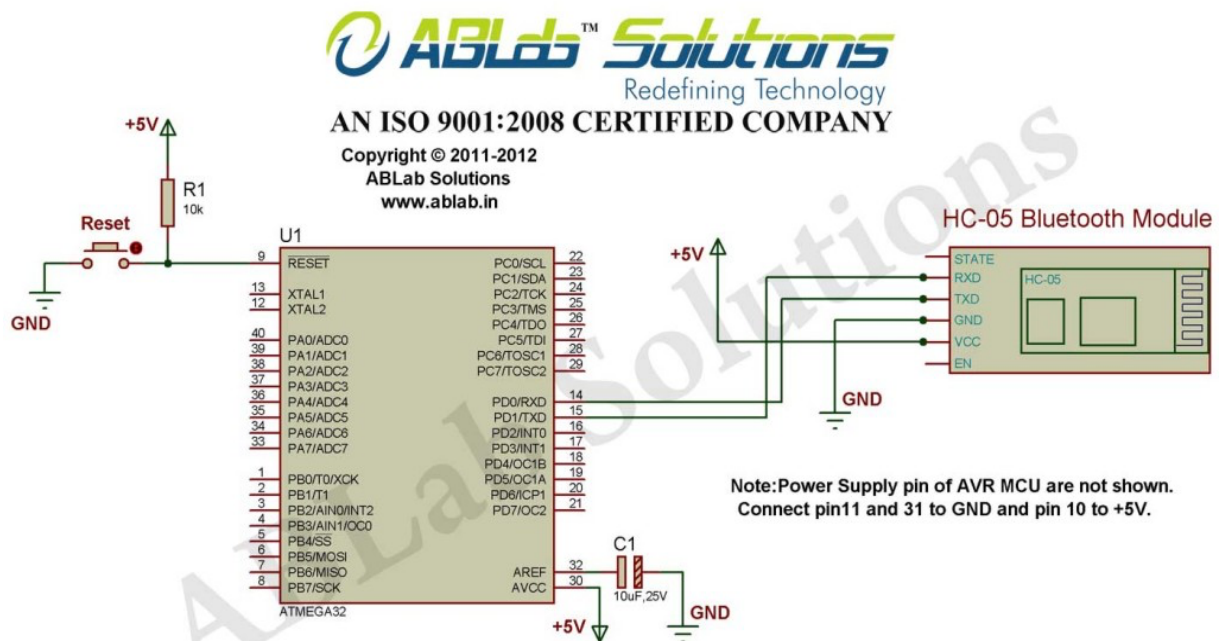 ABLab™ Solutions
Redefining Technology
AN ISO 9001:2008 CERTIFIED COMPANY
Copyright © 2011-2012
ABLab Solutions
www.ablab.in
+5V
R1
10k
Reset
GND
U1
9 RESET
13 XTAL1
12 XTAL2
40 PA0/ADC0
39 PA1/ADC1
38 PA2/ADC2
37 PA3/ADC3
36 PA4/ADC4
35 PA5/ADC5
34 PA6/ADC6
33 PA7/ADC7
1 PB0/T0/XCK
2 PB1/T1
3 PB2/AIN0/INT2
4 PB3/AIN1/OC0
5 PB4/SS
6 PB5/MOSI
7 PB6/MISO
8 PB7/SCK
PC0/SCL 22
PC1/SDA 23
PC2/TCK 24
PC3/TMS 25
PC4/TDO 26
PC5/TDI 27
PC6/TOSC1 28
PC7/TOSC2 29
PD0/RXD 14
PD1/TXD 15
PD2/INT0 16
PD3/INT1 17
PD4/OC1B 18
PD5/OC1A 19
PD6/ICP1 20
PD7/OC2 21
AREF 32
AVCC 30
ATMEGA32
C1
10uF,25V
GND
+5V
HC-05 Bluetooth Module
+5V
STATE
RXD
TXD
GND
VCC
EN
HC-05
GND
Note:Power Supply pin of AVR MCU are not shown.
Connect pin11 and 31 to GND and pin 10 to +5V.
Ab Lab Solutions